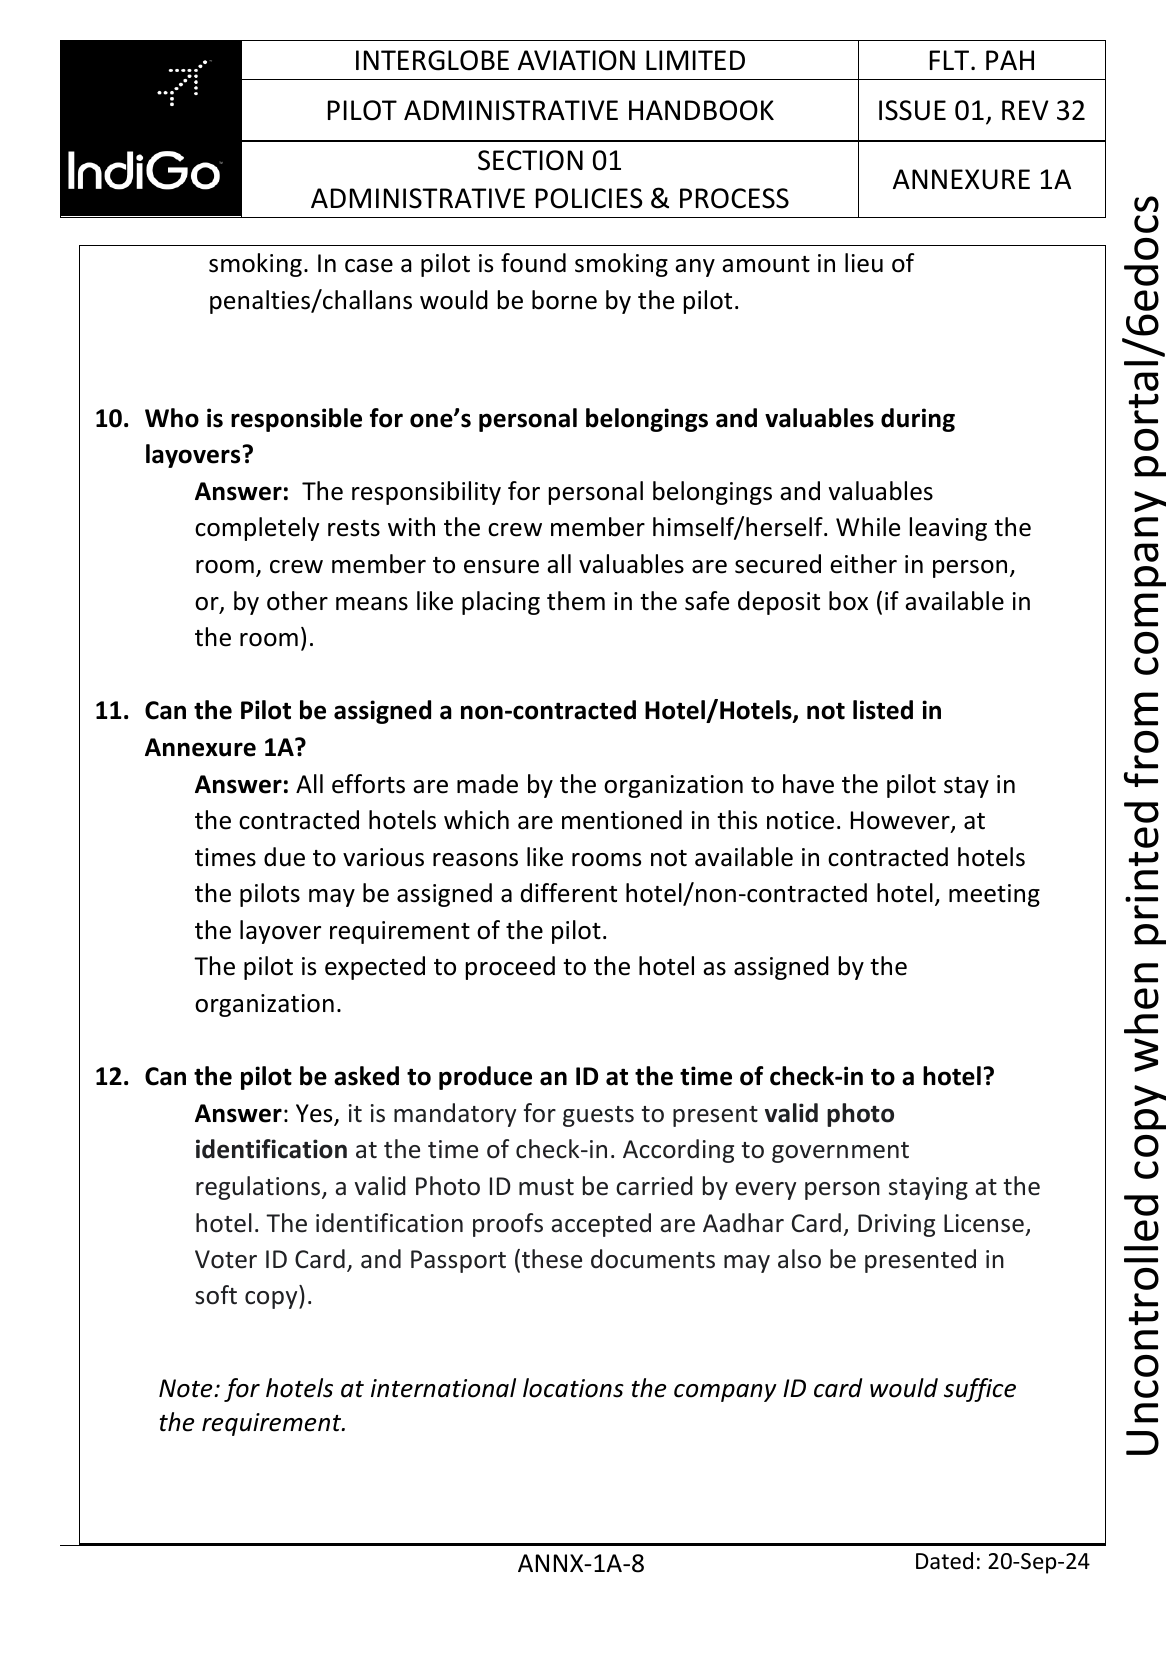 IndiGo
INTERGLOBE AVIATION LIMITED
FLT. PAH
PILOT ADMINISTRATIVE HANDBOOK
ISSUE 01, REV 32
SECTION 01
ADMINISTRATIVE POLICIES & PROCESS
ANNEXURE 1A
smoking. In case a pilot is found smoking any amount in lieu of
penalties/challans would be borne by the pilot.
10. Who is responsible for one’s personal belongings and valuables during
layovers?
Answer: The responsibility for personal belongings and valuables
completely rests with the crew member himself/herself. While leaving the
room, crew member to ensure all valuables are secured either in person,
or, by other means like placing them in the safe deposit box (if available in
the room).
11. Can the Pilot be assigned a non-contracted Hotel/Hotels, not listed in
Annexure 1A?
Answer: All efforts are made by the organization to have the pilot stay in
the contracted hotels which are mentioned in this notice. However, at
times due to various reasons like rooms not available in contracted hotels
the pilots may be assigned a different hotel/non-contracted hotel, meeting
the layover requirement of the pilot.
The pilot is expected to proceed to the hotel as assigned by the
organization.
12. Can the pilot be asked to produce an ID at the time of check-in to a hotel?
Answer: Yes, it is mandatory for guests to present valid photo
identification at the time of check-in. According to government
regulations, a valid Photo ID must be carried by every person staying at the
hotel. The identification proofs accepted are Aadhar Card, Driving License,
Voter ID Card, and Passport (these documents may also be presented in
soft copy).
Note: for hotels at international locations the company ID card would suffice
the requirement.
ANNX-1A-8
Dated: 20-Sep-24
Uncontrolled copy when printed from company portal/6edocs